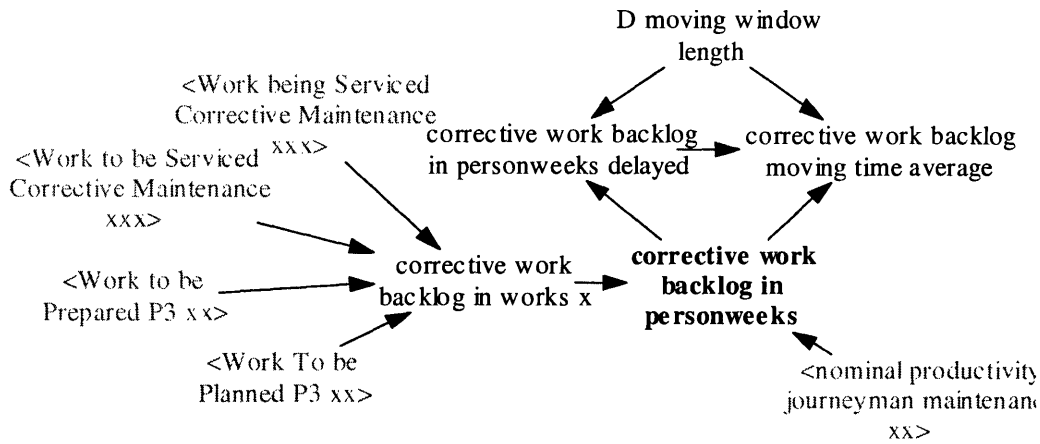 D moving window
length
<Work being Serviced
Corrective Maintenance
xxx>
corrective work backlog
in personweeks delayed
corrective work backlog
moving time average
<Work to be Serviced
Corrective Maintenance
xxx>
corrective work
backlog in works x
corrective work
backlog in
personweeks
<Work to be
Prepared P3 xx>
<Work To be
Planned P3 xx>
<nominal productivity
journeyman maintenanc
xx>